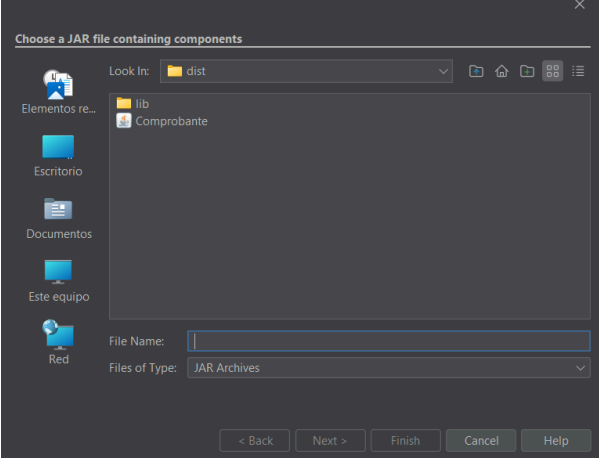 Choose a JAR file containing components
Look In: dist
Elementos re...
Escritorio
Documentos
Este equipo
Red
lib
Comprobante
File Name:
Files of Type: JAR Archives
< Back Next > Finish Cancel Help